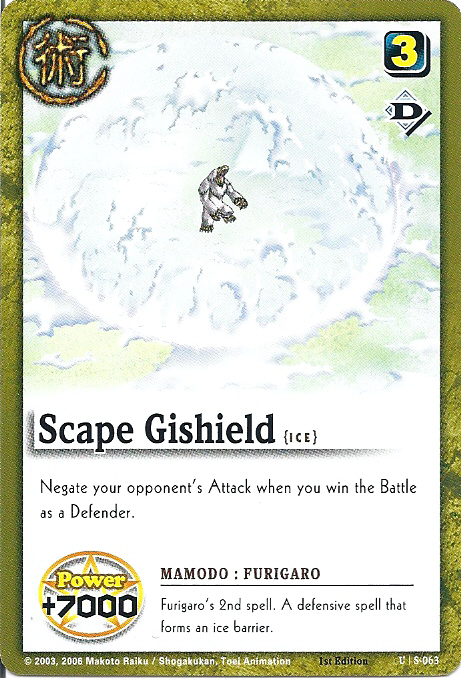 術
3
D
Scape Gishield {ICE}
Negate your opponent's Attack when you win the Battle
as a Defender.
Power
+7000
MAMODO : FURIGARO
Furigaro's 2nd spell. A defensive spell that
forms an ice barrier.
© 2003, 2006 Makoto Raiku / Shogakukan, Toei Animation 1st Edition U | S-063